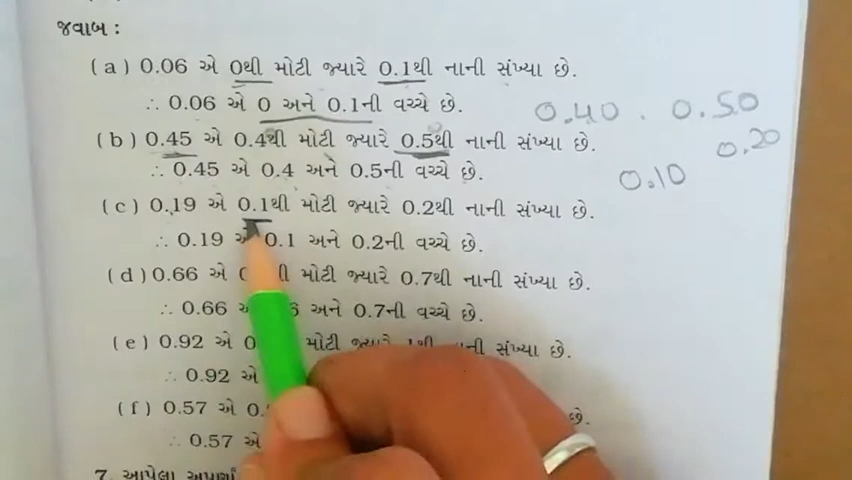 જવાબ :
(a) 0.06 એ 0થી મોટી જ્યારે 0.1થી નાની સંખ્યા છે.
∴ 0.06 એ 0 અને 0.1ની વચ્ચે છે.
0.40 . 0.50
(b) 0.45 એ 0.4થી મોટી જ્યારે 0.5થી નાની સંખ્યા છે.
0.20
∴ 0.45 એ 0.4 અને 0.5ની વચ્ચે છે.
0.10
(c) 0.19 એ 0.1થી મોટી જ્યારે 0.2થી નાની સંખ્યા છે.
∴ 0.19 એ 0.1 અને 0.2ની વચ્ચે છે.
(d) 0.66 એ મોટી જ્યારે 0.7થી નાની સંખ્યા છે.
∴ 0.66 અને 0.7ની વચ્ચે છે.
(e) 0.92 એ મોટી જ્યારે 1થી નાની સંખ્યા છે.
∴ 0.92 એ
(f) 0.57 એ છે.
∴ 0.57 એ
7. આપેલા અપૂર્ણાં